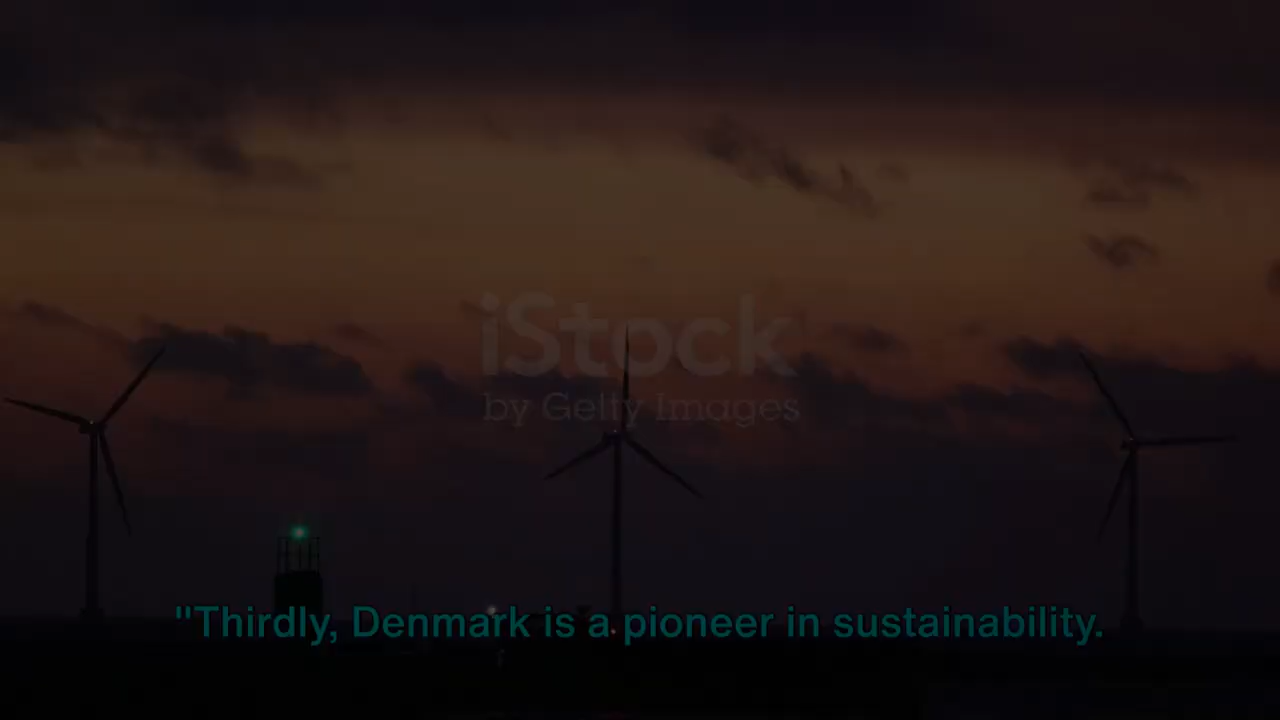 iStock
by Getty Images
"Thirdly, Denmark is a pioneer in sustainability.